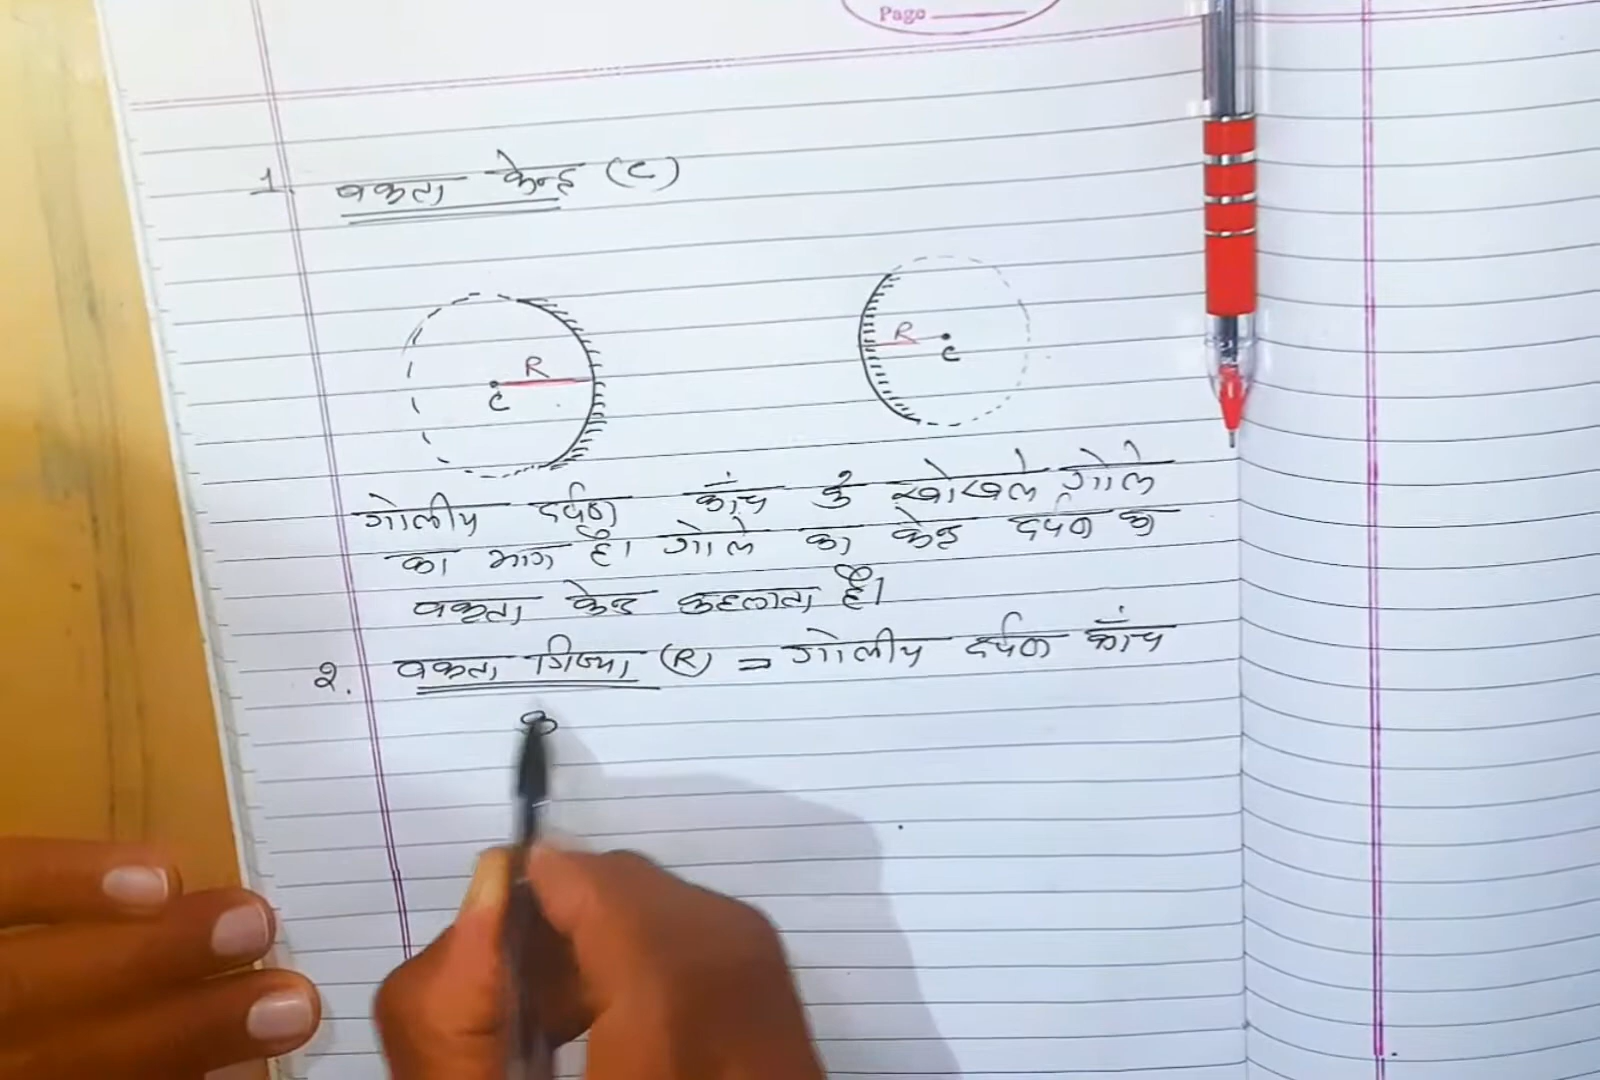 Page
1. वक्रता केन्द्र (C)
R
C
R
C
गोलीय दर्पण काँच के खोखले गोले
का भाग है। गोले का केन्द्र दर्पण का
वक्रता केन्द्र कहलाता है।
2. वक्रता त्रिज्या (R) = गोलीय दर्पण काँच